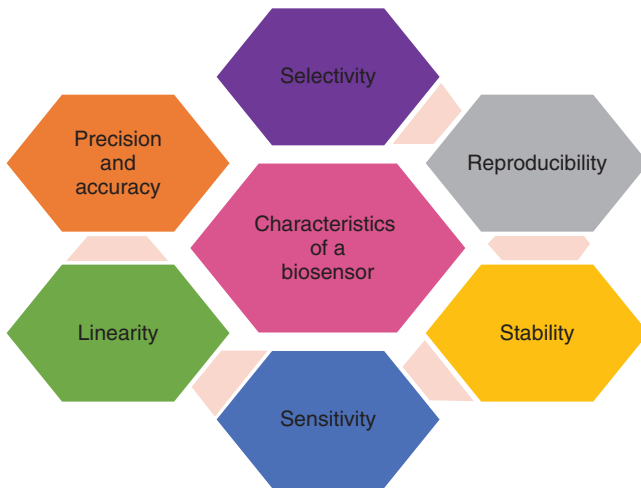 Selectivity
Precision
and
accuracy
Reproducibility
Characteristics
of a
biosensor
Linearity
Stability
Sensitivity